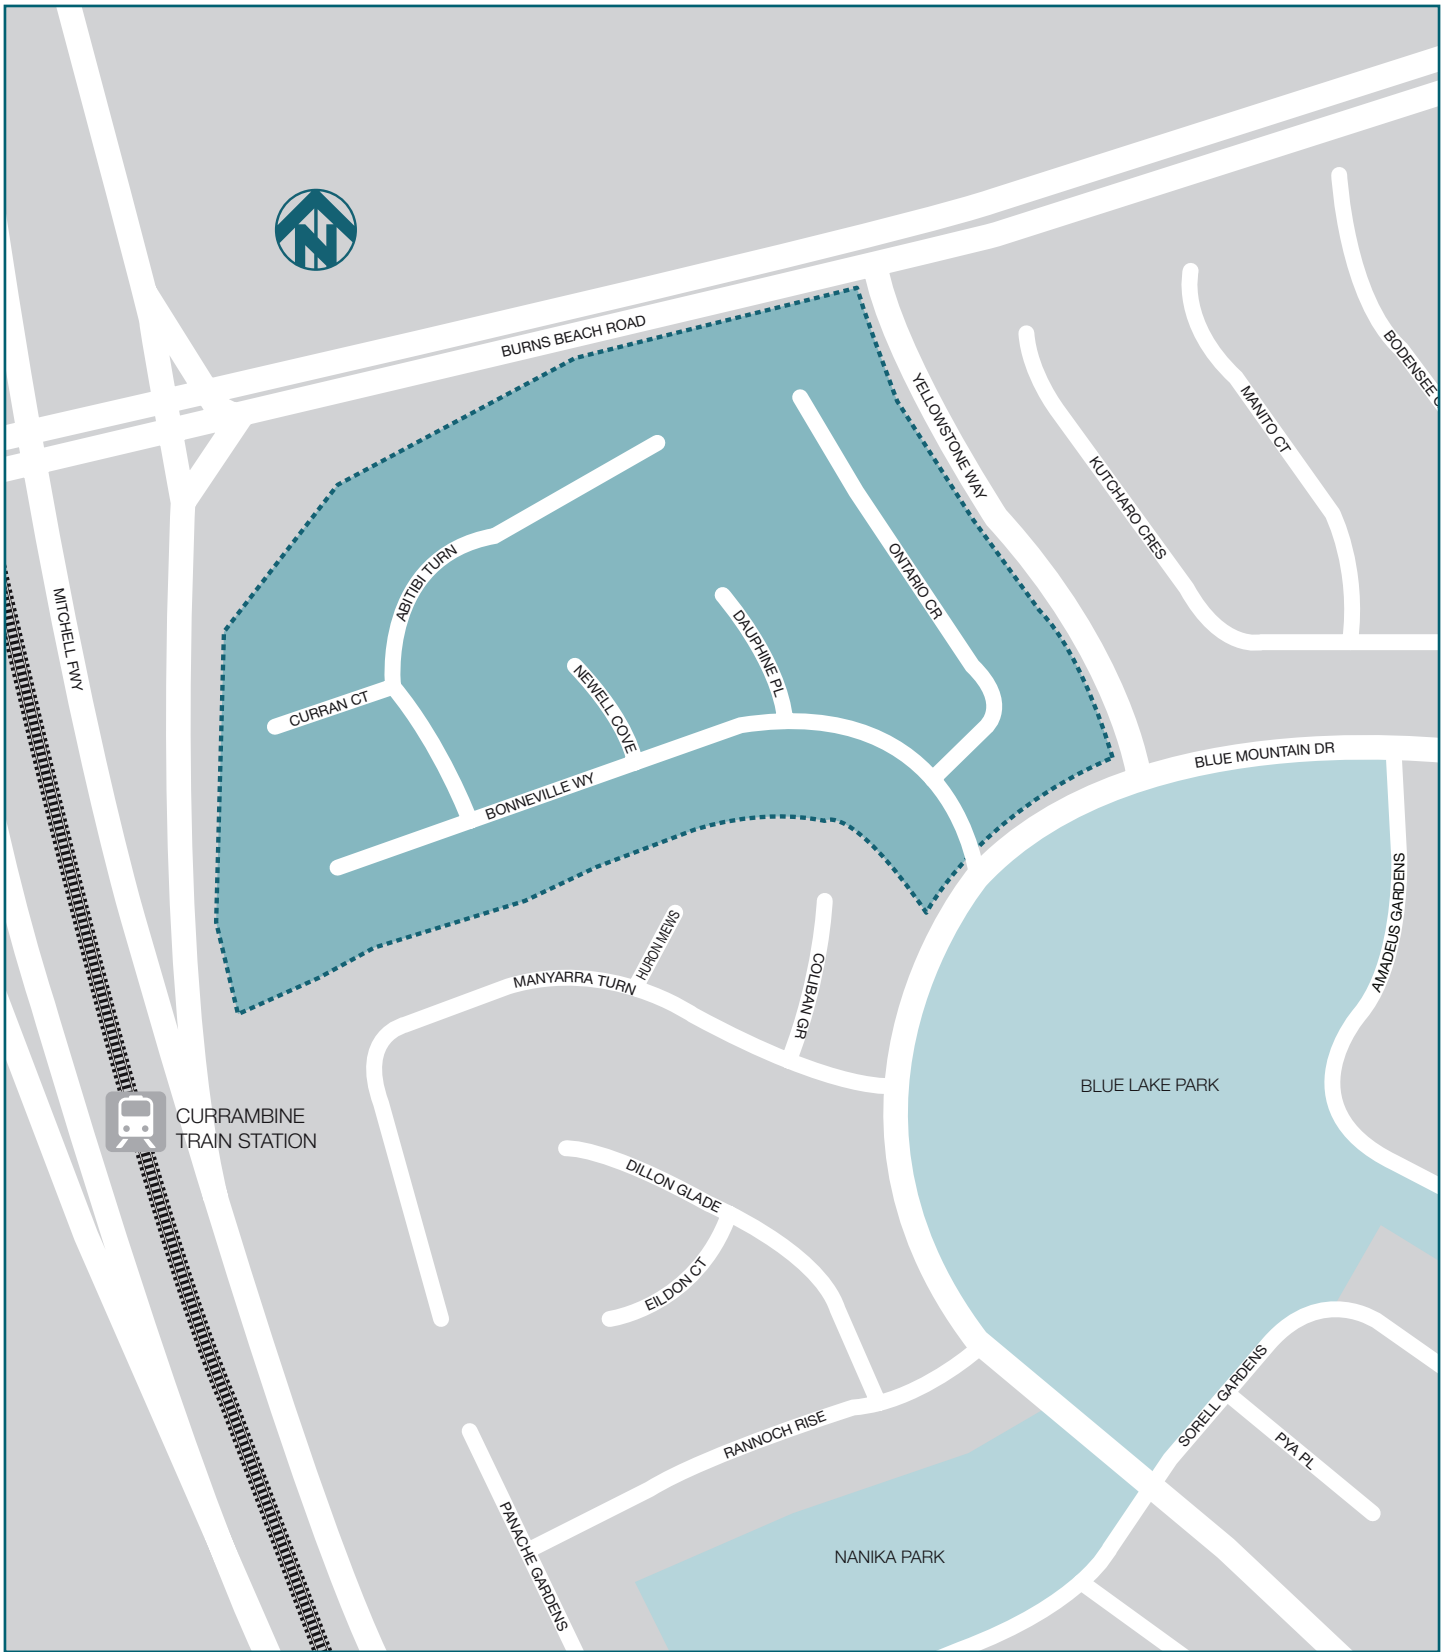 N
BURNS BEACH ROAD
BODENSEE
YELLOWSTONE WAY
MANITO CT
KUTCHARO CRES
ABITIBI TURN
ONTARIO CR
MITCHELL FWY
DAUPHINE PL
NEWELL COVE
CURRAN CT
BLUE MOUNTAIN DR
BONNEVILLE WY
AMADEUS GARDENS
HURON MEWS
MANYARRA TURN
COLIBAN GR
BLUE LAKE PARK
CURRAMBINE
TRAIN STATION
DILLON GLADE
EILDON CT
SORELL GARDENS
RANNOCH RISE
PYA PL
PANACHE GARDENS
NANIKA PARK